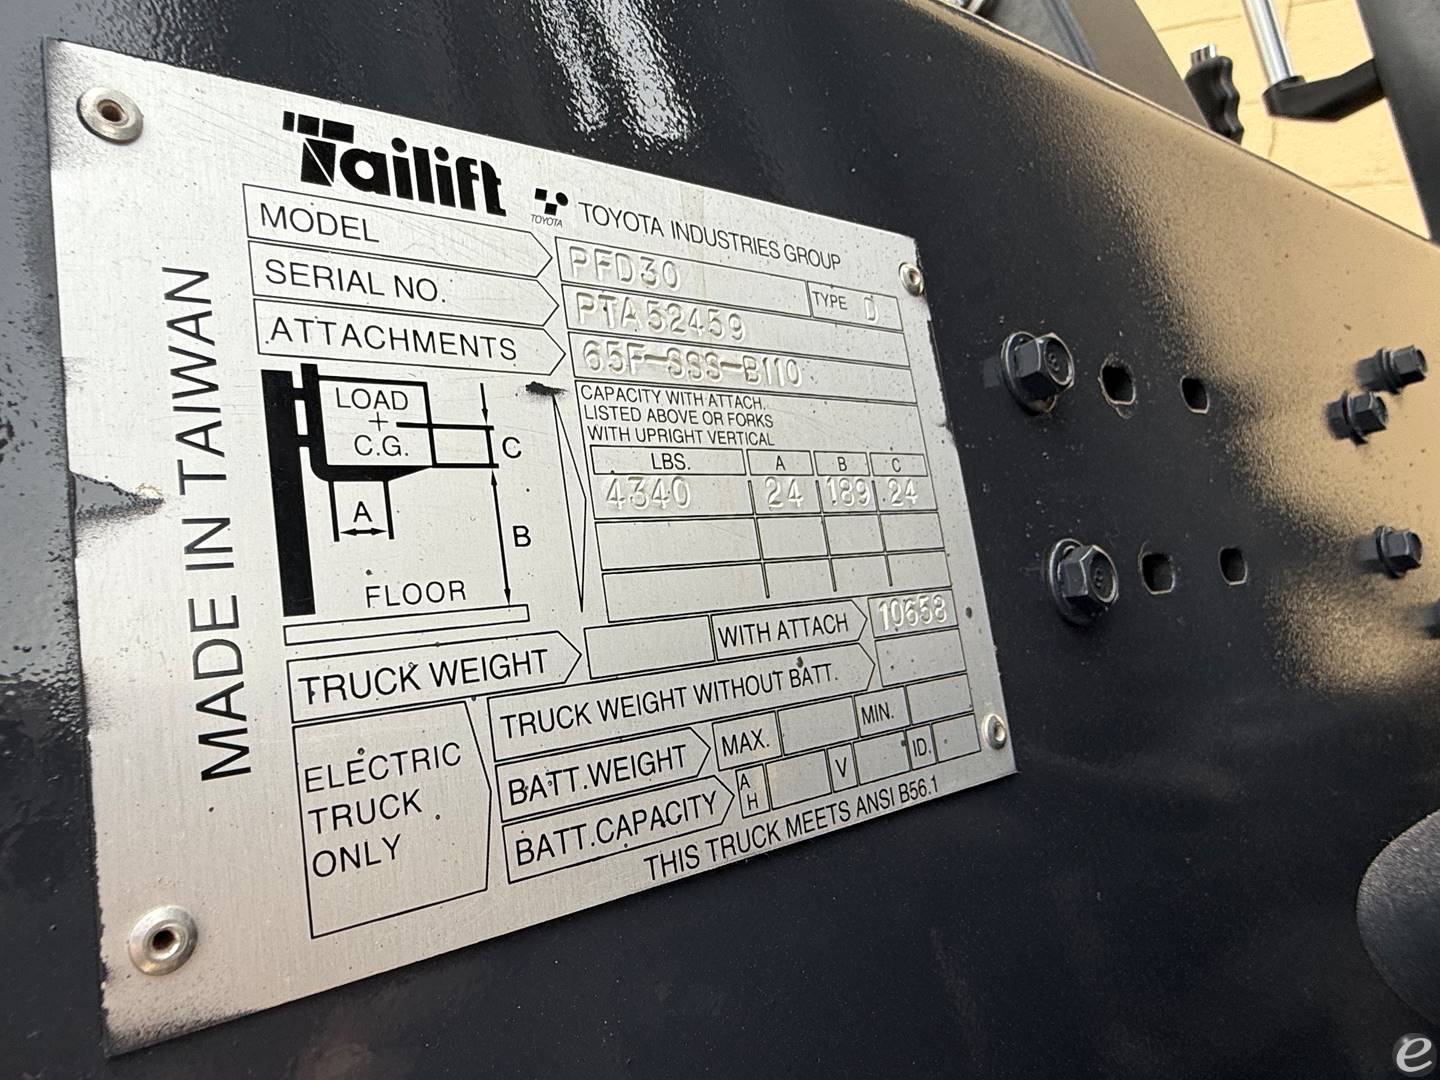 Tailift TOYOTA TOYOTA INDUSTRIES GROUP
MADE IN TAIWAN
MODEL PFD30 TYPE D
SERIAL NO. PTA52459
ATTACHMENTS 65F-SSS-B110
LOAD
+
C.G.
A
B
C
FLOOR
CAPACITY WITH ATTACH.
LISTED ABOVE OR FORKS
WITH UPRIGHT VERTICAL
LBS. A B C
4340 24 189 24
TRUCK WEIGHT WITH ATTACH 10658
ELECTRIC
TRUCK
ONLY
TRUCK WEIGHT WITHOUT BATT.
BATT.WEIGHT MAX. MIN.
BATT.CAPACITY AH V ID.
THIS TRUCK MEETS ANSI B56.1
e